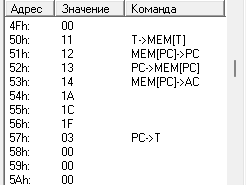 Адрес Значение Команда
4Fh: 00
50h: 11 T->MEM[T]
51h: 12 MEM[PC]->PC
52h: 13 PC->MEM[PC]
53h: 14 MEM[PC]->AC
54h: 1A
55h: 1C
56h: 1F
57h: 03 PC->T
58h: 00
59h: 00
5Ah: 00